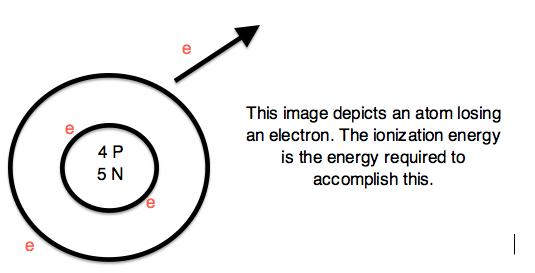 e
This image depicts an atom losing
an electron. The ionization energy
is the energy required to
accomplish this.
e
4 P
5 N
e
e